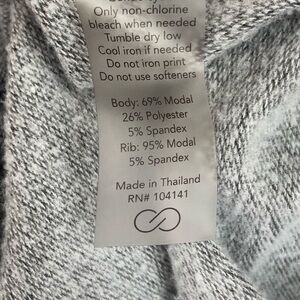 Only non-chlorine
bleach when needed
Tumble dry low
Cool iron if needed
Do not iron print
Do not use softeners
Body: 69% Modal
26% Polyester
5% Spandex
Rib: 95% Modal
5% Spandex
Made in Thailand
RN# 104141